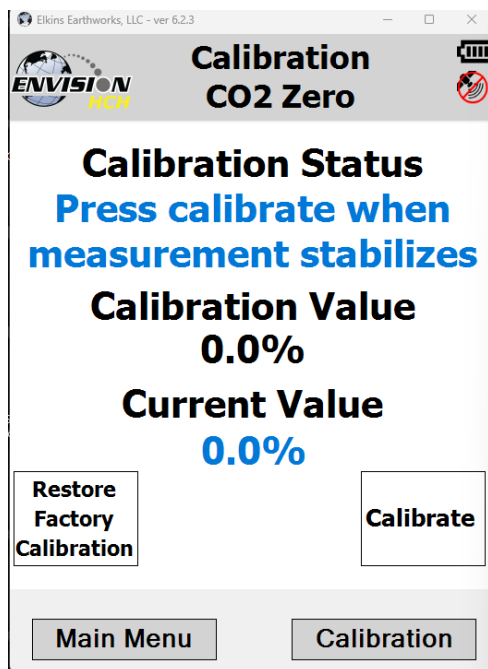 Elkins Earthworks, LLC - ver 6.2.3
ENVISION
HCH
Calibration
CO2 Zero
Calibration Status
Press calibrate when
measurement stabilizes
Calibration Value
0.0%
Current Value
0.0%
Restore
Factory
Calibration
Calibrate
Main Menu
Calibration